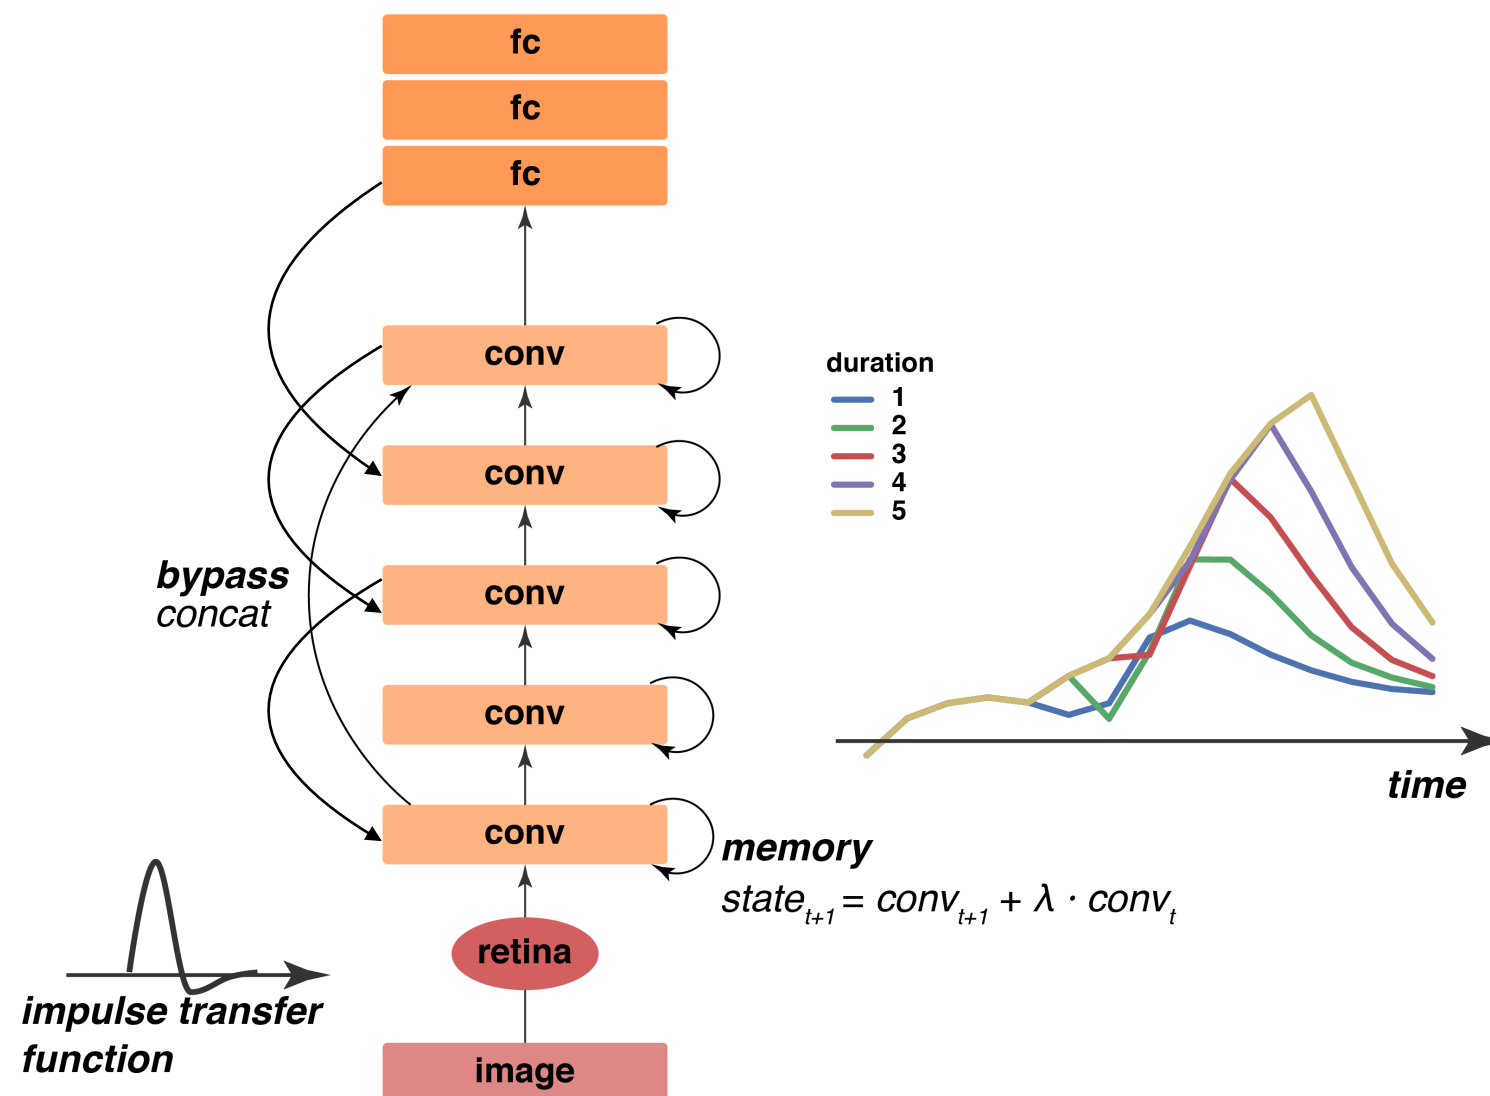 fc
fc
fc
conv
conv
conv
conv
conv
retina
image
bypass
concat
memory
state_{t+1} = conv_{t+1} + λ · conv_t
impulse transfer
function
duration
1
2
3
4
5
time